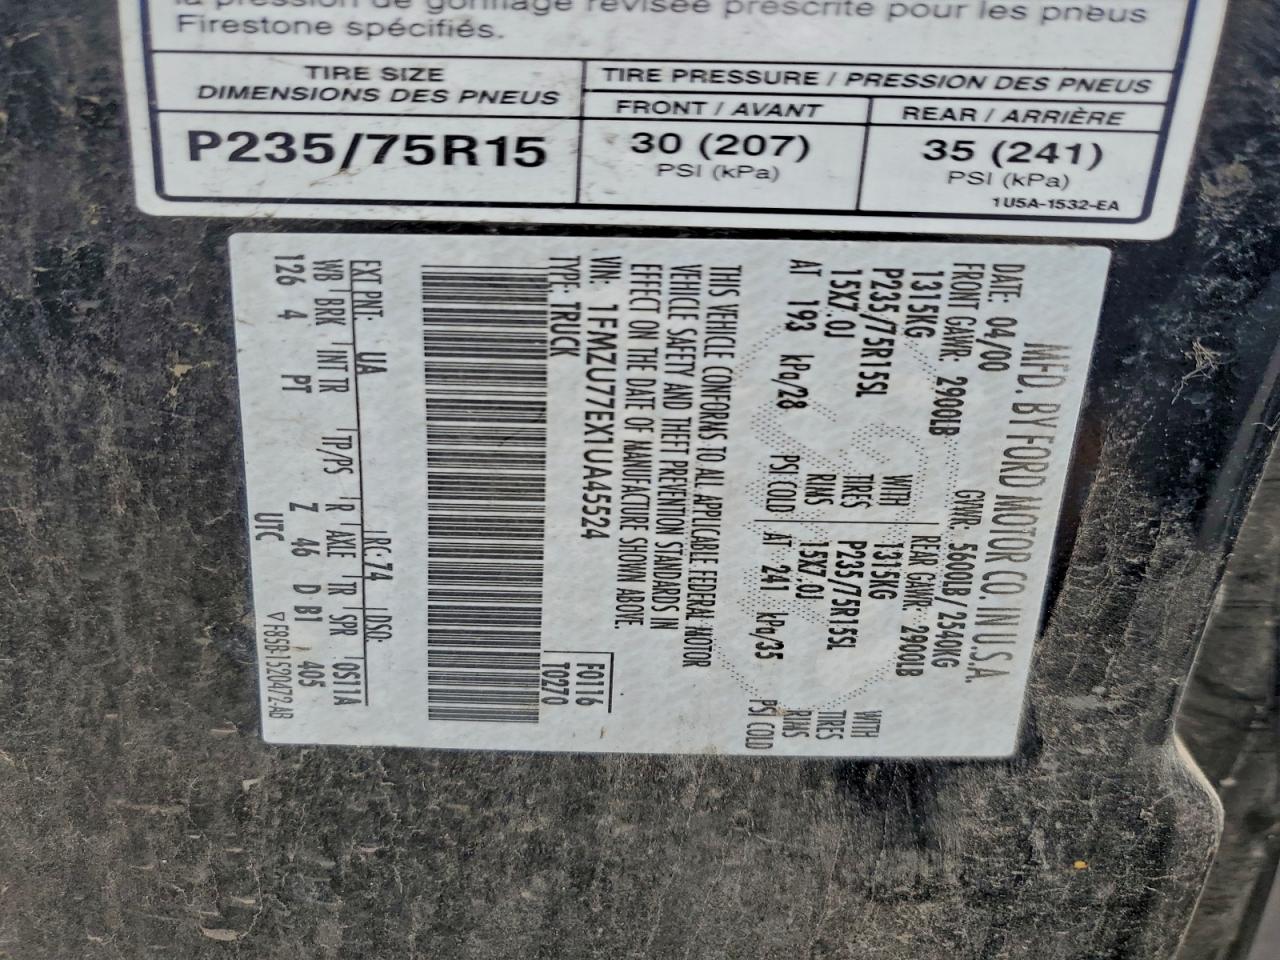 la pression de gonflage révisée prescrite pour les pneus
Firestone spécifiés.
TIRE SIZE
DIMENSIONS DES PNEUS
P235/75R15
TIRE PRESSURE / PRESSION DES PNEUS
FRONT / AVANT
30 (207)
PSI (kPa)
REAR / ARRIÈRE
35 (241)
PSI (kPa)
1U5A-1532-EA
MFD. BY FORD MOTOR CO. IN U.S.A.
DATE: 04/00 GVWR: 5600LB/ 2540KG
FRONT GAWR: 2900LB REAR GAWR: 2900LB
1315KG WITH 1315KG WITH
P235/75R15SL TIRES P235/75R15SL TIRES
15X7.0J RIMS 15X7.0J RIMS
AT 193 kPa/28 PSI COLD AT 241 kPa/35 PSI COLD
THIS VEHICLE CONFORMS TO ALL APPLICABLE FEDERAL MOTOR
VEHICLE SAFETY AND THEFT PREVENTION STANDARDS IN
EFFECT ON THE DATE OF MANUFACTURE SHOWN ABOVE.
VIN: 1FMZU77EX1UA45524 F0116
TYPE: TRUCK T0270
EXT PNT: UA RC: 74 DSO:
WB BRK INT TR TP/PS R AXLE TR SPR 0S11A
126 4 PT Z 46 D B1 405
UTC ▽F85B-1520472-AB